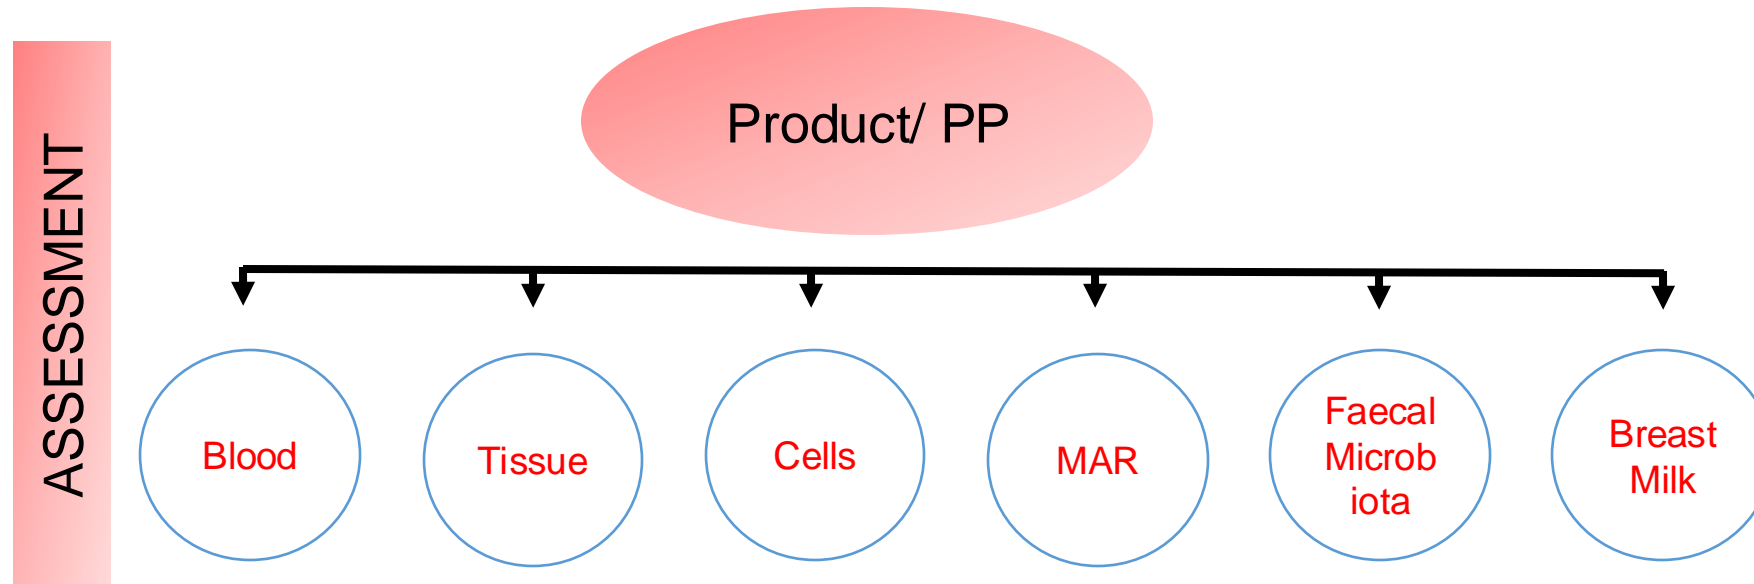 ASSESSMENT
Product/ PP
Blood
Tissue
Cells
MAR
Faecal
Microb
iota
Breast
Milk